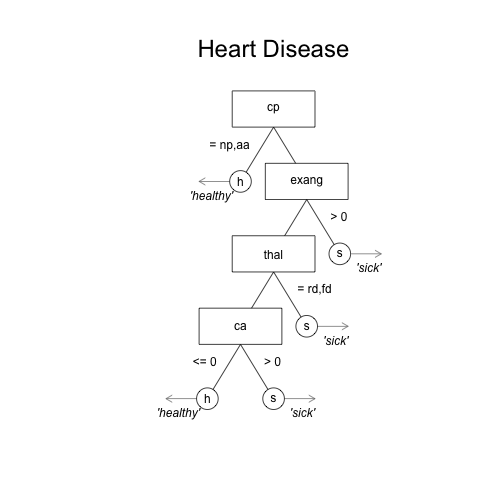 Heart Disease
cp
= np,aa
h
'healthy'
exang
> 0
s
'sick'
thal
= rd,fd
s
'sick'
ca
<= 0
> 0
h
'healthy'
s
'sick'